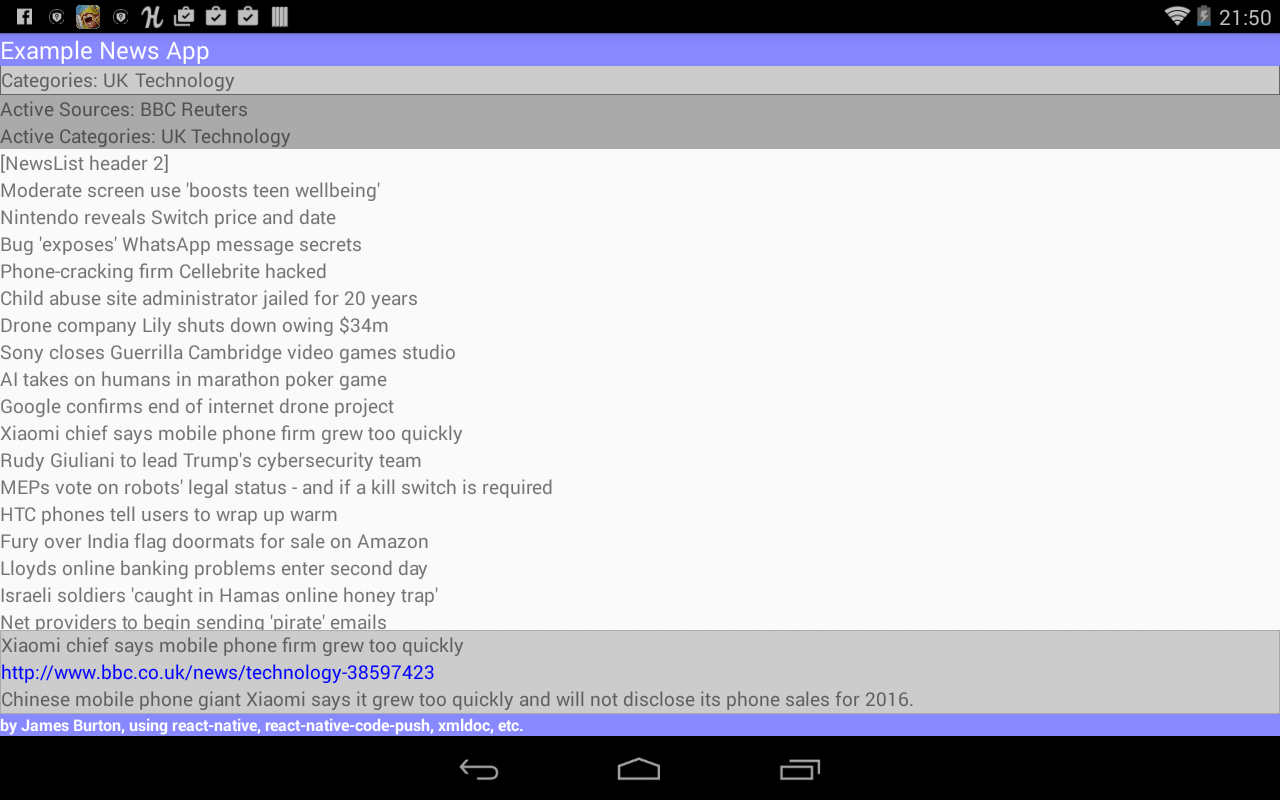 21:50
Example News App
Categories: UK Technology
Active Sources: BBC Reuters
Active Categories: UK Technology
[NewsList header 2]
Moderate screen use 'boosts teen wellbeing'
Nintendo reveals Switch price and date
Bug 'exposes' WhatsApp message secrets
Phone-cracking firm Cellebrite hacked
Child abuse site administrator jailed for 20 years
Drone company Lily shuts down owing $34m
Sony closes Guerrilla Cambridge video games studio
AI takes on humans in marathon poker game
Google confirms end of internet drone project
Xiaomi chief says mobile phone firm grew too quickly
Rudy Giuliani to lead Trump's cybersecurity team
MEPs vote on robots' legal status - and if a kill switch is required
HTC phones tell users to wrap up warm
Fury over India flag doormats for sale on Amazon
Lloyds online banking problems enter second day
Israeli soldiers 'caught in Hamas online honey trap'
Net providers to begin sending 'pirate' emails
Xiaomi chief says mobile phone firm grew too quickly
http://www.bbc.co.uk/news/technology-38597423
Chinese mobile phone giant Xiaomi says it grew too quickly and will not disclose its phone sales for 2016.
by James Burton, using react-native, react-native-code-push, xmldoc, etc.